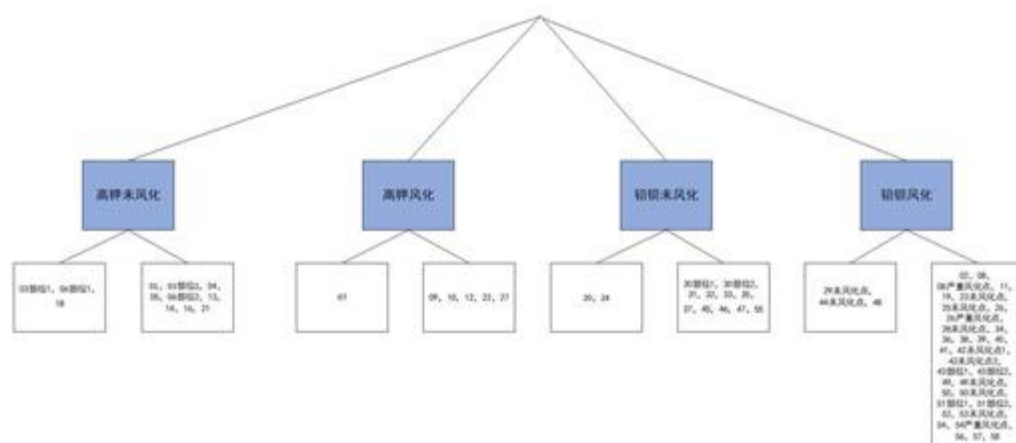 高钾未风化
高钾风化
铅钡未风化
铅钡风化
03部位1, 06部位1,
18
01, 03部位2, 04,
05, 06部位2, 13,
14, 16, 21
07
09, 10, 12, 22, 27
20, 24
30部位1, 30部位2,
31, 32, 33, 35,
37, 45, 46, 47, 55
29未风化点,
44未风化点, 48
02, 08,
08严重风化点, 11,
19, 23未风化点,
25未风化点, 26,
26严重风化点,
28未风化点, 34,
36, 38, 39, 40,
41, 42未风化点1,
42未风化点2,
43部位1, 43部位2,
49, 49未风化点,
50, 50未风化点,
51部位1, 51部位2,
52, 53未风化点,
54, 54严重风化点,
56, 57, 58